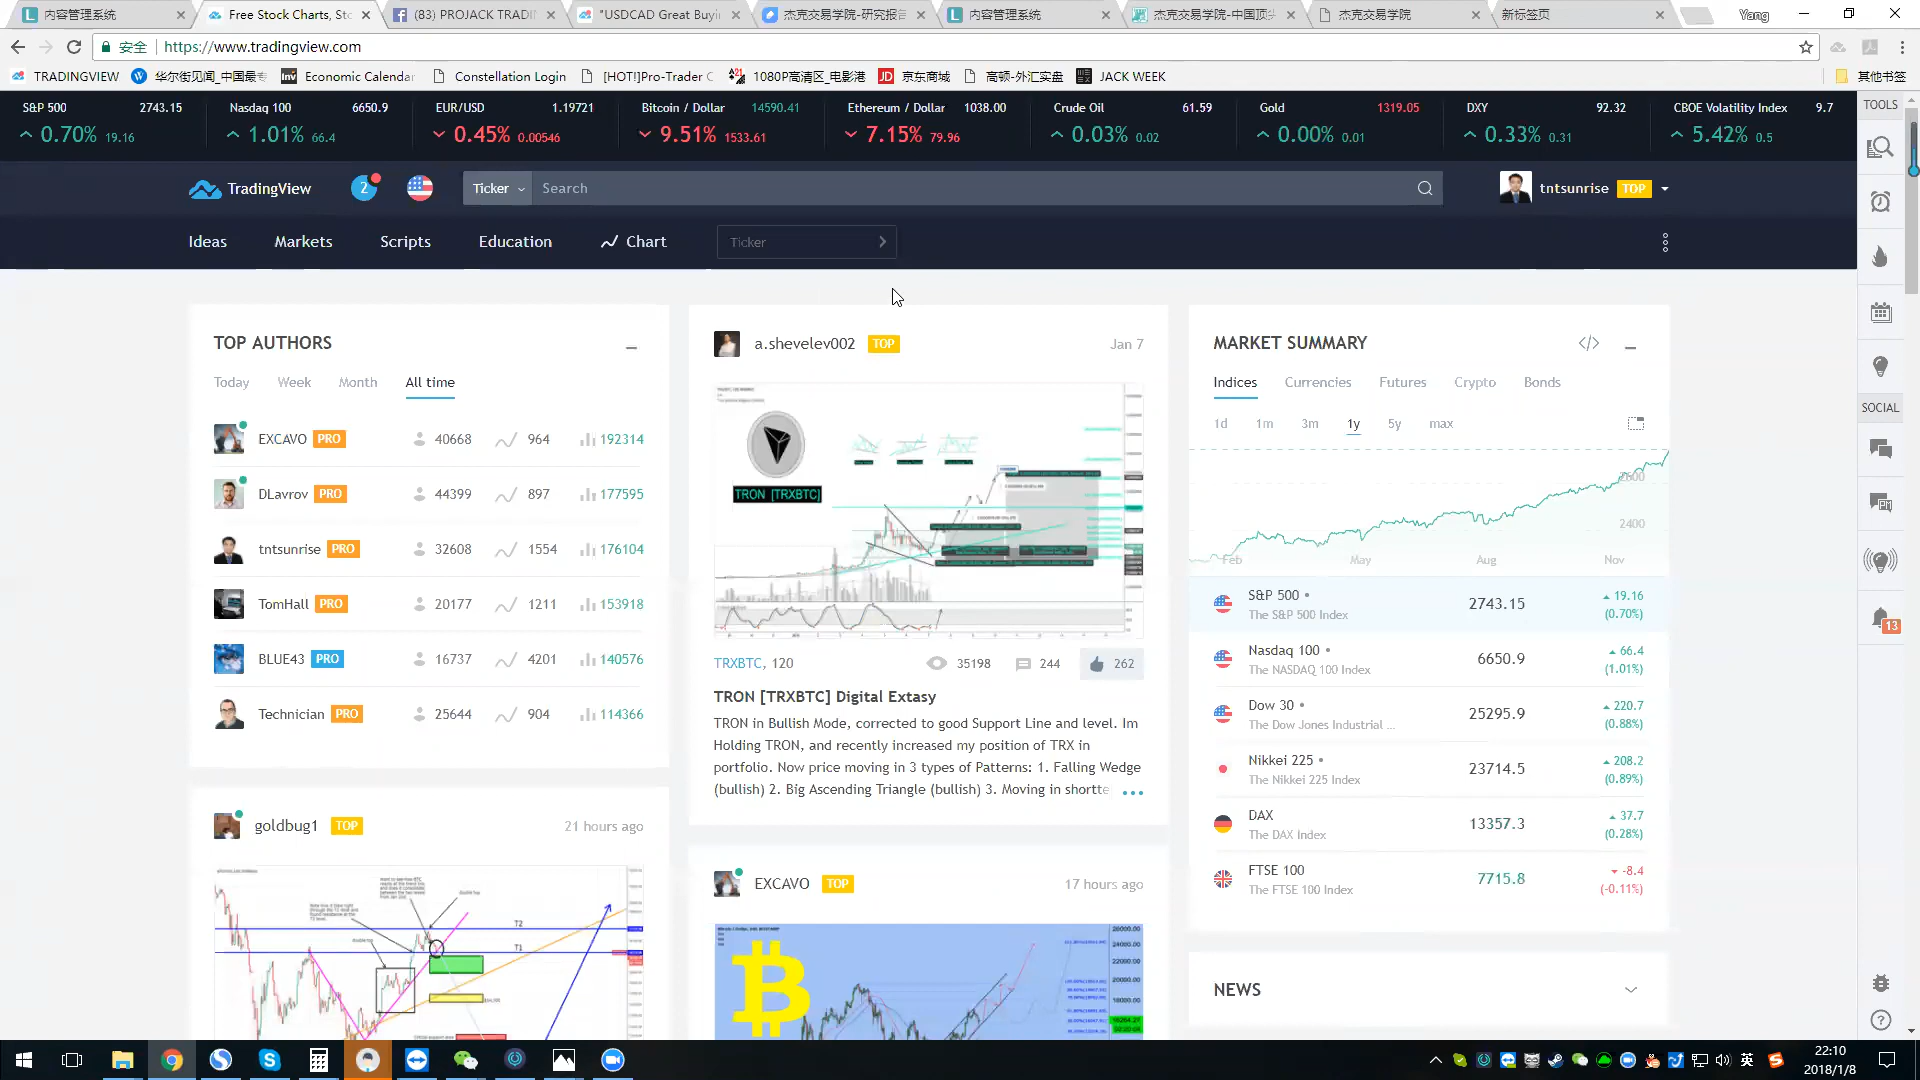 内容管理系统
Free Stock Charts, Sto
(83) PROJACK TRADIN
"USDCAD Great Buyin
杰克交易学院-研究报告
内容管理系统
杰克交易学院-中国顶尖
杰克交易学院
新标签页
Yang
安全
https://www.tradingview.com
TRADINGVIEW
华尔街见闻_中国最专
Economic Calendar
Constellation Login
[HOT!]Pro-Trader C
1080P高清区_电影港
京东商城
高顿-外汇实盘
JACK WEEK
其他书签
S&P 500 2743.15
0.70% 19.16
Nasdaq 100 6650.9
1.01% 66.4
EUR/USD 1.19721
0.45% 0.00546
Bitcoin / Dollar 14590.41
9.51% 1533.61
Ethereum / Dollar 1038.00
7.15% 79.96
Crude Oil 61.59
0.03% 0.02
Gold 1319.05
0.00% 0.01
DXY 92.32
0.33% 0.31
CBOE Volatility Index 9.7
5.42% 0.5
TOOLS
TradingView
2
Ticker
Search
tntsunrise TOP
Ideas
Markets
Scripts
Education
Chart
Ticker
TOP AUTHORS
Today Week Month All time
EXCAVO PRO 40668 964 192314
DLavrov PRO 44399 897 177595
tntsunrise PRO 32608 1554 176104
TomHall PRO 20177 1211 153918
BLUE43 PRO 16737 4201 140576
Technician PRO 25644 904 114366
goldbug1 TOP 21 hours ago
T2
T1
a.shevelev002 TOP Jan 7
TRON [TRXBTC]
TRXBTC, 120 35198 244 262
TRON [TRXBTC] Digital Extasy
TRON in Bullish Mode, corrected to good Support Line and level. Im
Holding TRON, and recently increased my position of TRX in
portfolio. Now price moving in 3 types of Patterns: 1. Falling Wedge
(bullish) 2. Big Ascending Triangle (bullish) 3. Moving in shortte
EXCAVO TOP 17 hours ago
MARKET SUMMARY
Indices Currencies Futures Crypto Bonds
1d 1m 3m 1y 5y max
2600
2400
Feb May Aug Nov
S&P 500 2743.15 19.16
The S&P 500 Index (0.70%)
Nasdaq 100 6650.9 66.4
The NASDAQ 100 Index (1.01%)
Dow 30 25295.9 220.7
The Dow Jones Industrial ... (0.88%)
Nikkei 225 23714.5 208.2
The Nikkei 225 Index (0.89%)
DAX 13357.3 37.7
The DAX Index (0.28%)
FTSE 100 7715.8 -8.4
The FTSE 100 Index (-0.11%)
NEWS
SOCIAL
13
英
22:10
2018/1/8